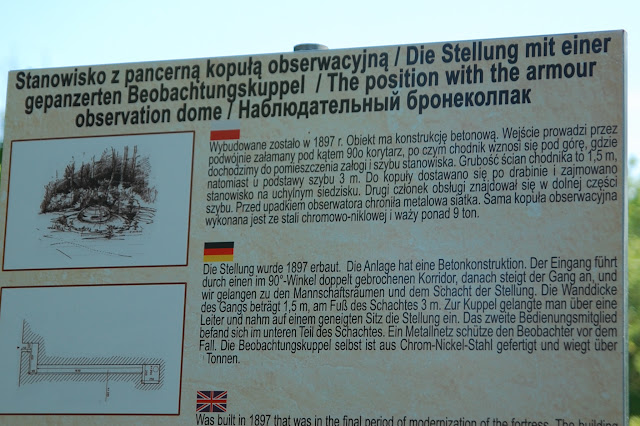 Stanowisko z pancerną kopułą obserwacyjną / Die Stellung mit einer
gepanzerten Beobachtungskuppel / The position with the armour
observation dome / Наблюдательный бронеколпак
Wybudowane zostało w 1897 r. Obiekt ma konstrukcję betonową. Wejście prowadzi przez
podwójnie załamany pod kątem 90o korytarz, po czym chodnik wznosi się pod górę, gdzie
dochodzimy do pomieszczenia załogi i szybu stanowiska. Grubość ścian chodnika to 1,5 m,
natomiast u podstawy szybu 3 m. Do kopuły dostawano się po drabinie i zajmowano
stanowisko na uchylnym siedzisku. Drugi członek obsługi znajdował się w dolnej części
szybu. Przed upadkiem obserwatora chroniła metalowa siatka. Sama kopuła obserwacyjna
wykonana jest ze stali chromowo-niklowej i waży ponad 9 ton.
Die Stellung wurde 1897 erbaut. Die Anlage hat eine Betonkonstruktion. Der Eingang führt
durch einen im 90°-Winkel doppelt gebrochenen Korridor, danach steigt der Gang an, und
wir gelangen zu den Mannschaftsräumen und dem Schacht der Stellung. Die Wanddicke
des Gangs beträgt 1,5 m, am Fuß des Schachtes 3 m. Zur Kuppel gelangte man über eine
Leiter und nahm auf einem geneigten Sitz die Stellung ein. Das zweite Bedienungsmitglied
befand sich im unteren Teil des Schachtes. Ein Metallnetz schütze den Beobachter vor dem
Fall. Die Beobachtungskuppel selbst ist aus Chrom-Nickel-Stahl gefertigt und wiegt über
Tonnen.
Was built in 1897 that was in the final period of modernization of the fortress. The building